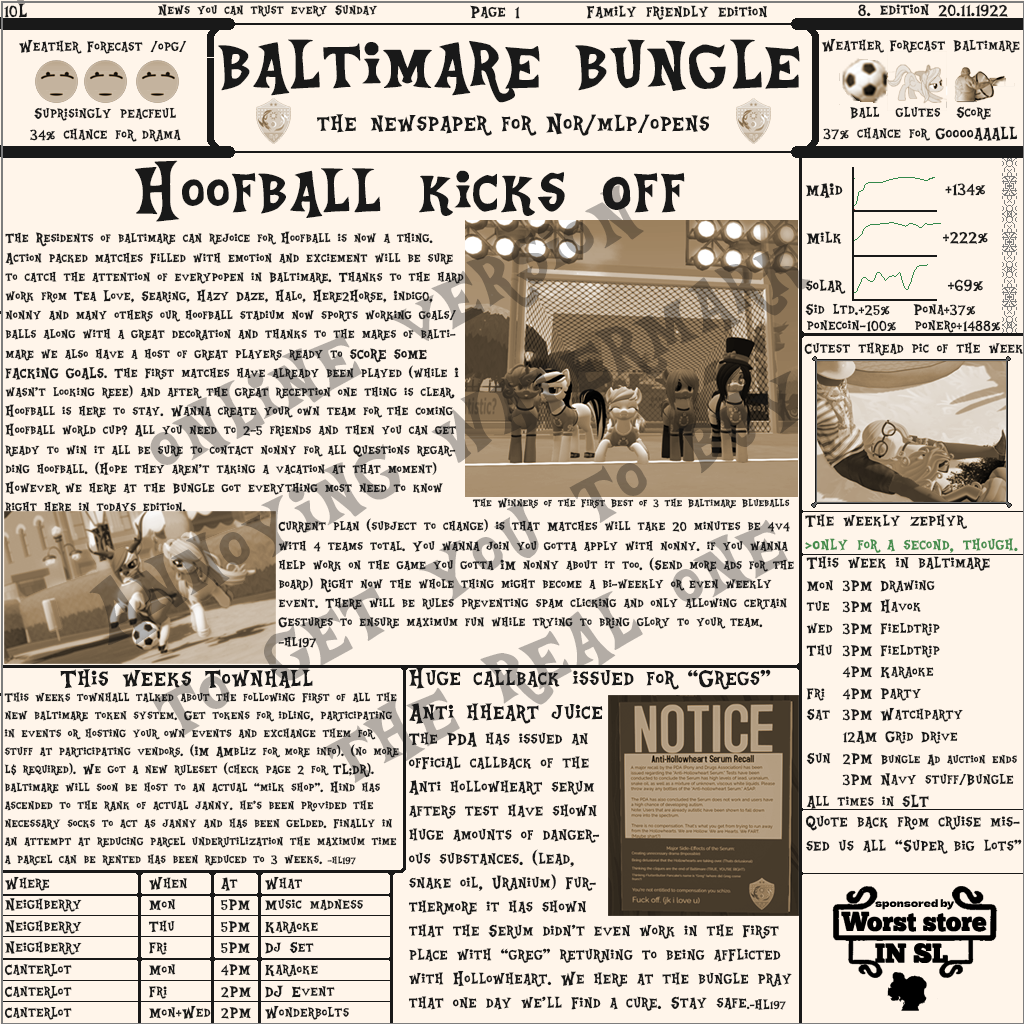 10L
News you can trust every Sunday
Page 1
Family friendly edition
8. Edition 20.11.1922
Weather Forecast /OPG/
Suprisingly peacfeul
34% chance for drama
BALTiMARE BUNGLE
the newspaper for Nor/mlp/opens
Weather Forecast Baltimare
Ball Glutes Score
37% chance for GooooAAALL
Hoofball kicks off
The Residents of baltimare can rejoice for Hoofball is now a thing.
Action packed matches filled with emotion and exciement will be sure
to catch the attention of everypopen in Baltimare. Thanks to the hard
work from Tea Love, Searing, Hazy Daze, Halo, Here2Horse, Indigo,
nonny and many others our Hoofball stadium now sports working goals/
balls along with a great decoration and thanks to the mares of Balti-
mare we also have a host of great players ready to SCORE SOME
FACKING GOALS. The first matches have already been played (while i
wasn't looking reee) and after the great reception one thing is clear,
Hoofball is here to stay. Wanna create your own team for the coming
Hoofball world cup? All you need to 2-5 friends and then you can get
ready to win it all be sure to contact nonny for all questions regar-
ding hoofball. (Hope they aren't taking a vacation at that moment)
However we here at the Bungle got everything most need to know
right here in todays edition.
The Winners of the first Best of 3 the Baltimare Blueballs
Current plan (subject to change) is that matches will take 20 minutes be 4v4
with 4 teams total. You wanna join you gotta apply with nonny. If you wanna
help work on the game you gotta im nonny about it too. (Send more ads for the
board) Right now the whole thing might become a bi-weekly or even weekly
event. There will be rules preventing spam clicking and only allowing certain
Gestures to ensure maximum fun while trying to bring glory to your team.
-HL197
ONLINE VERSION
ANNOYING WATERMARK
TO GET YOU TO BUY
THE REAL ONE
MAid +134%
MilK +222%
SOLAR +69%
Sid Ltd.+25% PonA+37%
Ponecoin-100% Ponero+1488%
Cutest thread pic of the week
The weekly zephyr
>only for a second, though.
This week in Baltimare
Mon 3PM Drawing
Tue 3PM Havok
Wed 3PM Fieldtrip
Thu 3PM Fieldtrip
4PM Karaoke
Fri 4PM Party
Sat 3PM Watchparty
12AM Grid Drive
Sun 2PM Bungle ad auction ends
3PM Navy stuff/Bungle
All times in SLT
Quote back from cruise mis-
sed us all "Super big lots"
sponsored by
Worst store
IN SL
This weeks Townhall
This weeks townhall talked about the following first of all the
new Baltimare token system. Get tokens for idling, participating
in events or hosting your own events and exchange them for
stuff at participating vendors. (im Ambliz for more info). (No more
L$ required). We got a new ruleset (check page 2 for TL;DR).
Baltimare will soon be host to an actual "milk shop". Hind has
ascended to the rank of actual janny. He's been provided the
necessary socks to act as janny and has been gelded. Finally in
an attempt at reducing parcel underutilization the maximum time
a parcel can be rented has been reduced to 3 weeks. -HL197
Where When At What
Neighberry Mon 5PM Music Madness
Neighberry Thu 5PM Karaoke
Neighberry Fri 5PM DJ Set
Canterlot Mon 4PM Karaoke
Canterlot Fri 2PM DJ Event
Canterlot Mon+Wed 2PM Wonderbolts
Huge callback issued for "Gregs"
Anti Hheart Juice
The PDA has issued an
official callback of the
Anti Hollowheart serum
afters test have shown
huge amounts of danger-
ous substances. (Lead,
snake oil, Uranium) Fur-
thermore it has shown
that the Serum didn't even work in the first
place with "greg" returning to being afflicted
with Hollowheart. We here at the Bungle pray
that one day we'll find a cure. Stay safe.-HL197
NOTICE
Anti-Hollowheart Serum Recall
Major Side-Effects of the Serum:
You're not entitled to compensation you schizo.
Fuck off. (jk i love u)